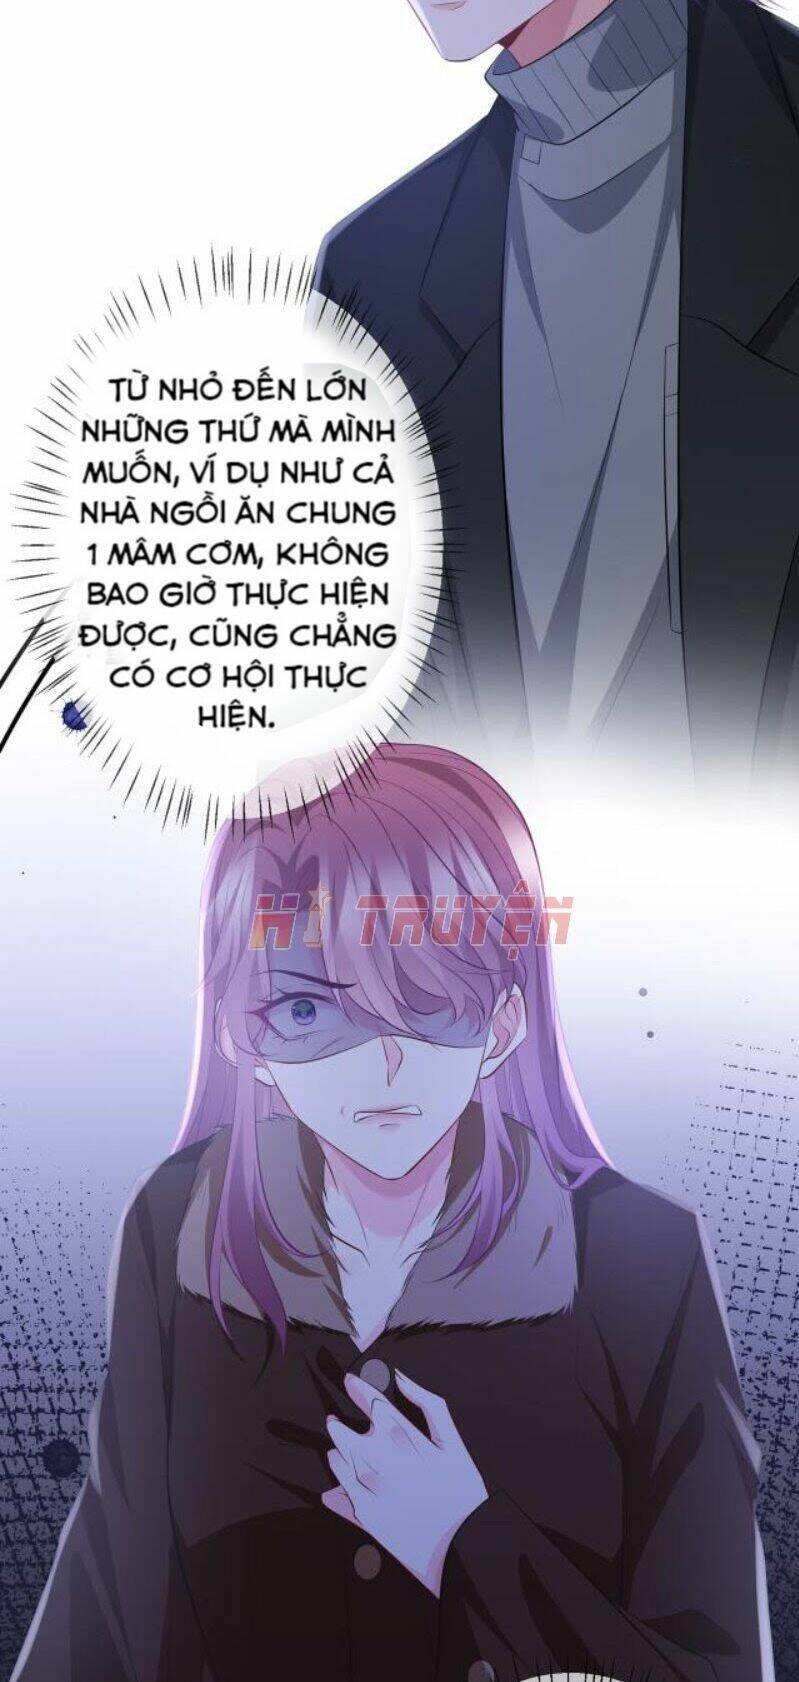 TỪ NHỎ ĐẾN LỚN
NHỮNG THỨ MÀ MÌNH
MUỐN, VÍ DỤ NHƯ CẢ
NHÀ NGỒI ĂN CHUNG
1 MÂM CƠM, KHÔNG
BAO GIỜ THỰC HIỆN
ĐƯỢC, CŨNG CHẲNG
CÓ CƠ HỘI THỰC
HIỆN.
HI TRUYỆN